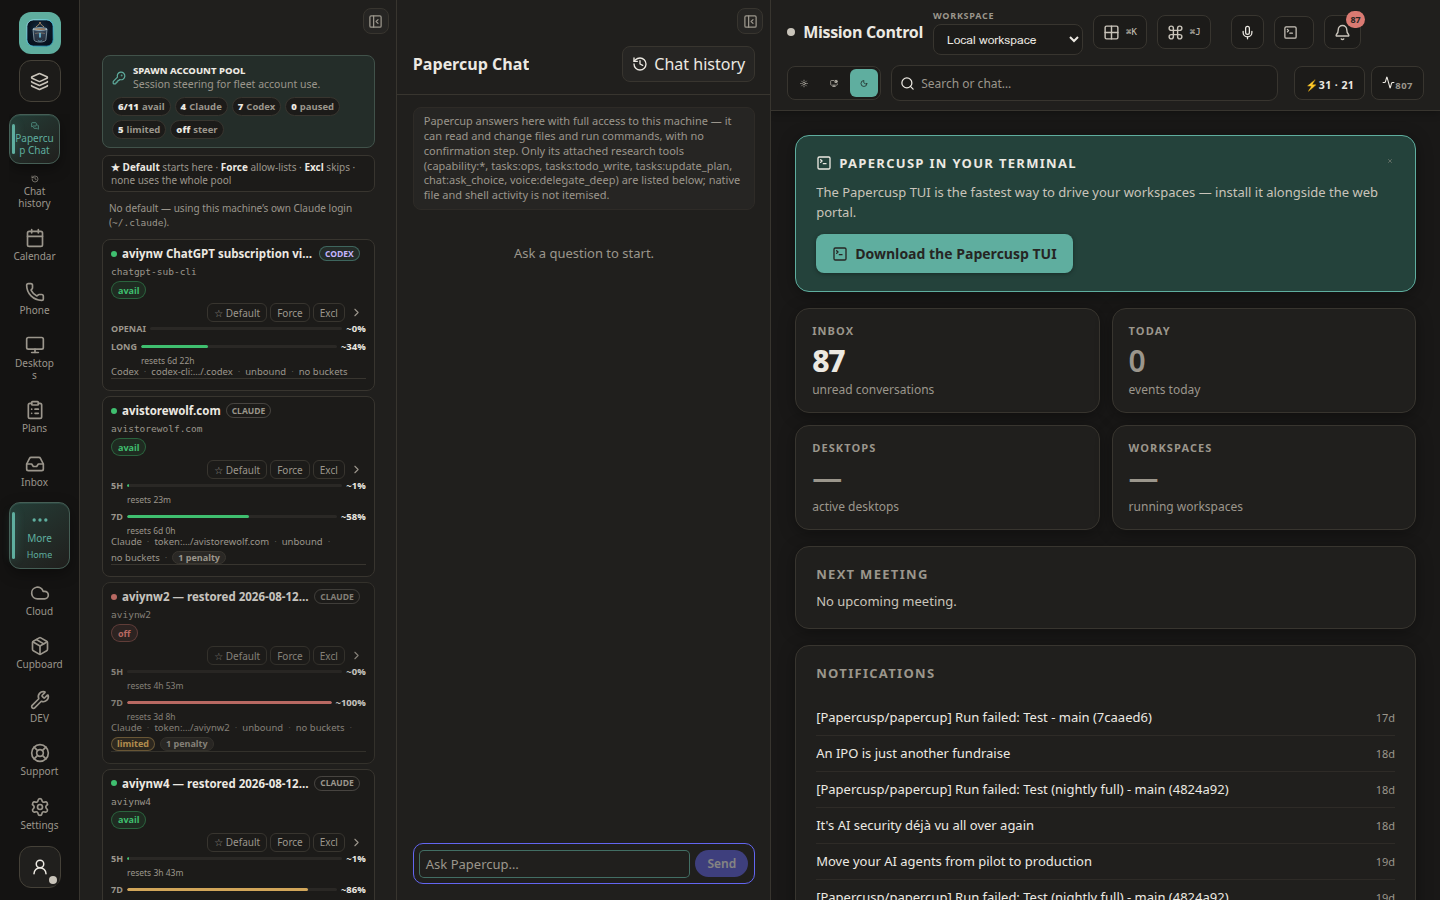 Papercu
p Chat
Chat
history
Calendar
Phone
Desktop
s
Plans
Inbox
More
Home
Cloud
Cupboard
DEV
Support
Settings
SPAWN ACCOUNT POOL
Session steering for fleet account use.
6/11 avail
4 Claude
7 Codex
0 paused
5 limited
off steer
★ Default starts here · Force allow-lists · Excl skips ·
none uses the whole pool
No default — using this machine's own Claude login
(~/.claude).
aviynw ChatGPT subscription vi... CODEX
chatgpt-sub-cli
avail
☆ Default Force Excl
OPENAI ~0%
LONG ~34%
resets 6d 22h
Codex · codex-cli:.../.codex · unbound · no buckets
avistorewolf.com CLAUDE
avistorewolf.com
avail
☆ Default Force Excl
5H ~1%
resets 23m
7D ~58%
resets 6d 0h
Claude · token:.../avistorewolf.com · unbound ·
no buckets · 1 penalty
aviynw2 — restored 2026-08-12... CLAUDE
aviynw2
off
☆ Default Force Excl
5H ~0%
resets 4h 53m
7D ~100%
resets 3d 8h
Claude · token:.../aviynw2 · unbound · no buckets ·
limited 1 penalty
aviynw4 — restored 2026-08-12... CLAUDE
aviynw4
avail
☆ Default Force Excl
5H ~1%
resets 3h 43m
7D ~86%
Papercup Chat
Chat history
Papercup answers here with full access to this machine — it
can read and change files and run commands, with no
confirmation step. Only its attached research tools
(capability:*, tasks:ops, tasks:todo_write, tasks:update_plan,
chat:ask_choice, voice:delegate_deep) are listed below; native
file and shell activity is not itemised.
Ask a question to start.
Ask Papercup...
Send
Mission Control
WORKSPACE
Local workspace
⌘K
⌘J
87
Search or chat...
⚡31 · 21
807
PAPERCUSP IN YOUR TERMINAL
×
The Papercusp TUI is the fastest way to drive your workspaces — install it alongside the web
portal.
Download the Papercusp TUI
INBOX
87
unread conversations
TODAY
0
events today
DESKTOPS
—
active desktops
WORKSPACES
—
running workspaces
NEXT MEETING
No upcoming meeting.
NOTIFICATIONS
[Papercusp/papercup] Run failed: Test - main (7caaed6) 17d
An IPO is just another fundraise 18d
[Papercusp/papercup] Run failed: Test (nightly full) - main (4824a92) 18d
It's AI security déjà vu all over again 18d
Move your AI agents from pilot to production 19d
[Papercusp/papercup] Run failed: Test (nightly full) - main (4824a92) 19d